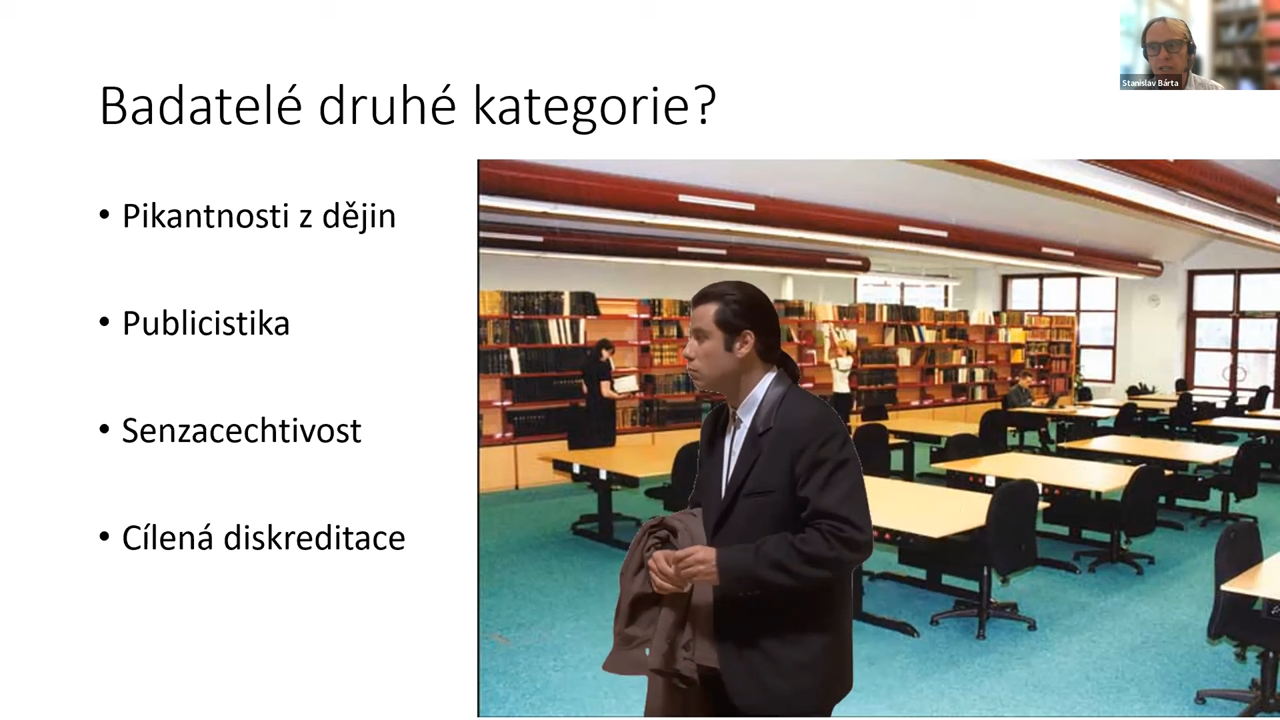 Stanislav Bárta
Badatelé druhé kategorie?
• Pikantnosti z dějin
• Publicistika
• Senzacechtivost
• Cílená diskreditace